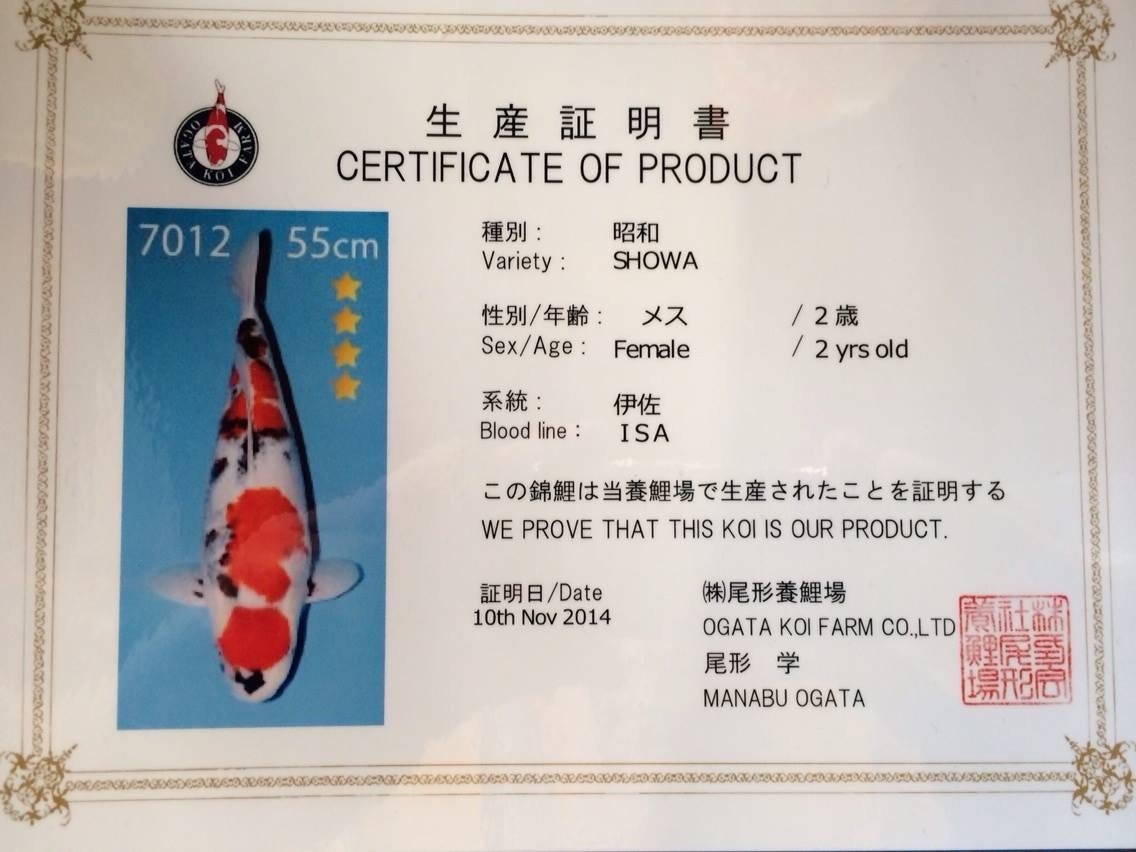 OGATA KOI FARM
生産証明書
CERTIFICATE OF PRODUCT
7012 55cm
種別: 昭和
Variety: SHOWA
性別/年齢: メス / 2歳
Sex/Age: Female / 2 yrs old
系統: 伊佐
Blood line: ISA
この錦鯉は当養鯉場で生産されたことを証明する
WE PROVE THAT THIS KOI IS OUR PRODUCT.
証明日/Date
10th Nov 2014
㈱尾形養鯉場
OGATA KOI FARM CO.,LTD
尾形 学
MANABU OGATA